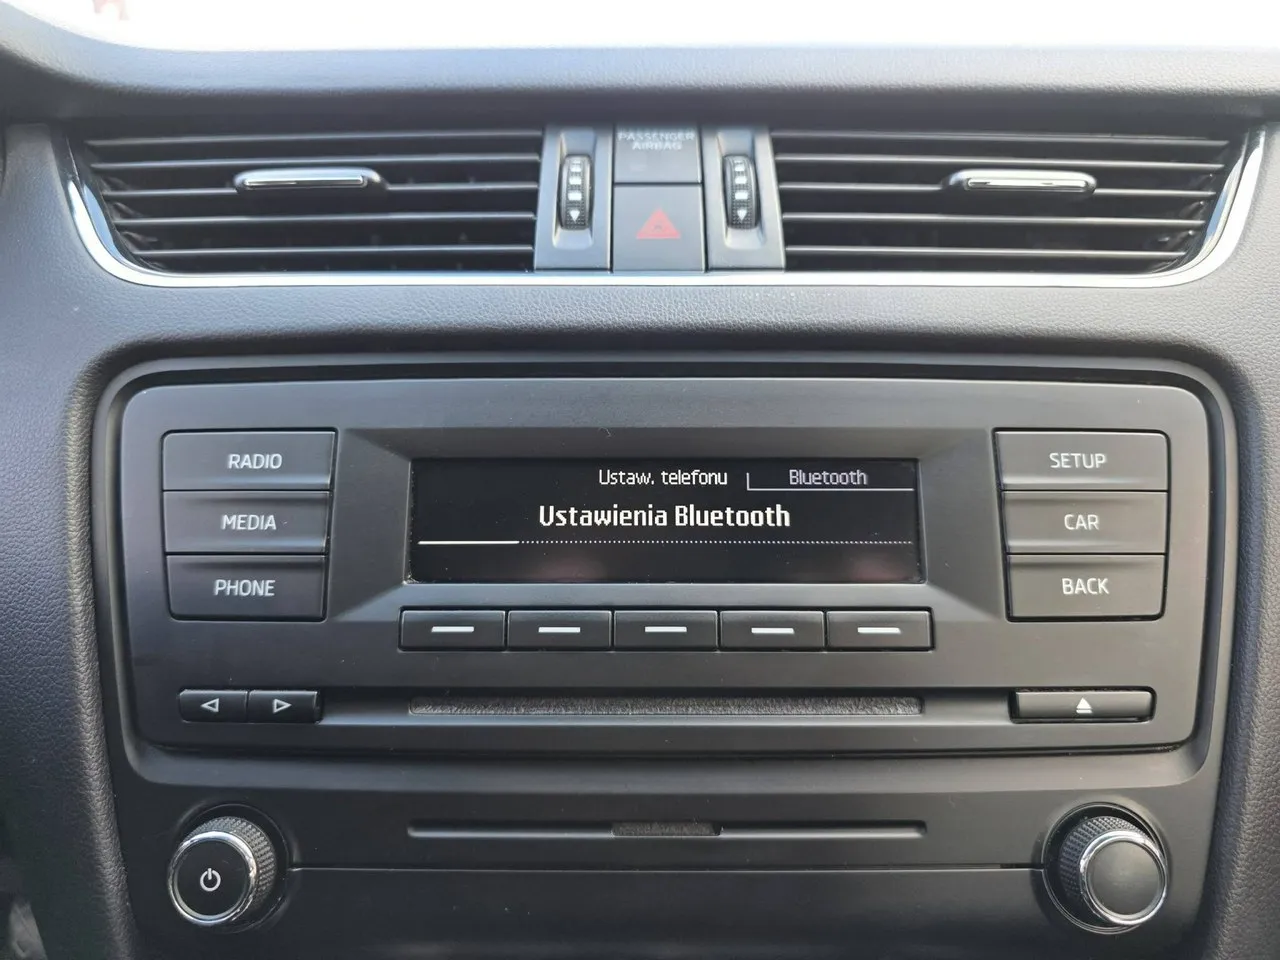 PASSENGER
AIRBAG
RADIO
MEDIA
PHONE
Ustaw. telefonu
Bluetooth
Ustawienia Bluetooth
SETUP
CAR
BACK